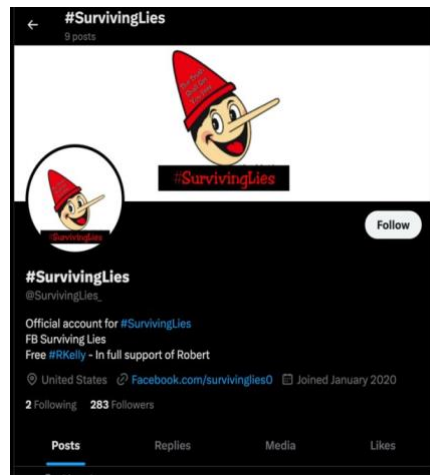 #SurvivingLies
9 posts
#SurvivingLies
#SurvivingLies
Follow
#SurvivingLies
@SurvivingLies_
Official account for #SurvivingLies
FB Surviving Lies
Free #RKelly - In full support of Robert
United States Facebook.com/survivinglies0 Joined January 2020
2 Following 283 Followers
Posts Replies Media Likes